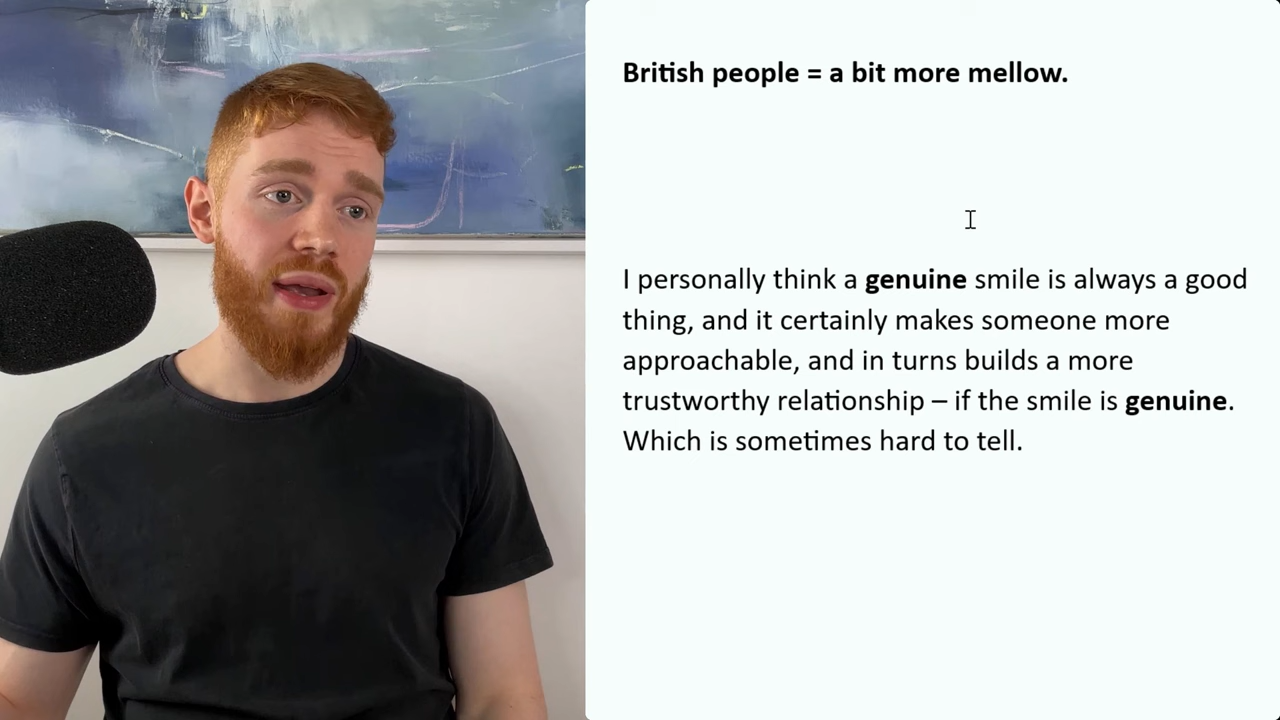 British people = a bit more mellow.
I personally think a genuine smile is always a good
thing, and it certainly makes someone more
approachable, and in turns builds a more
trustworthy relationship – if the smile is genuine.
Which is sometimes hard to tell.